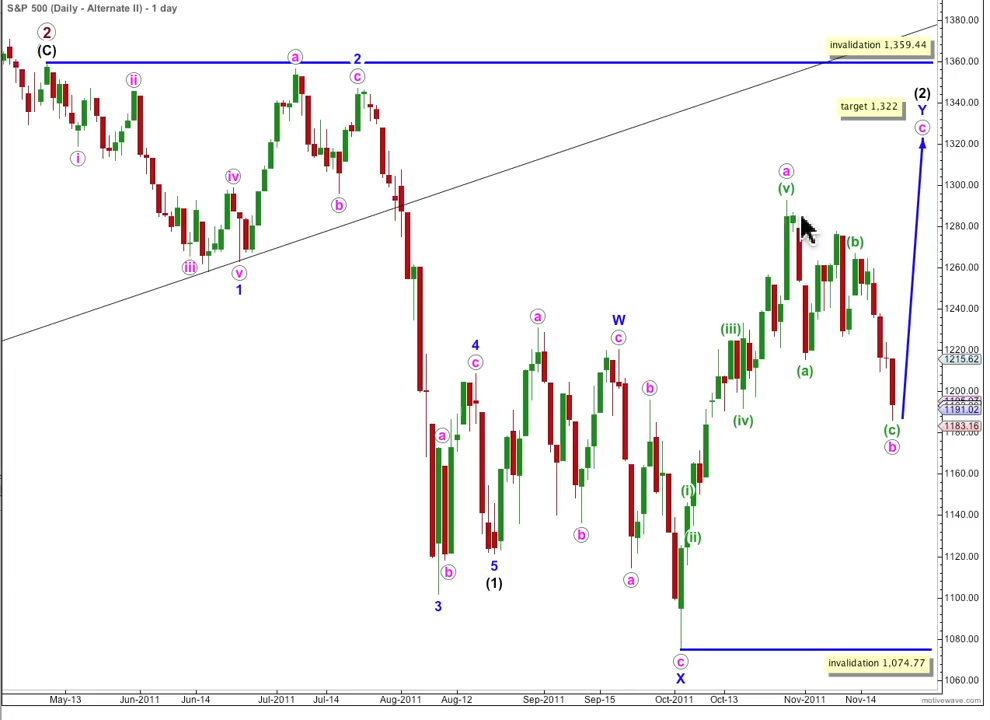 S&P 500 (Daily - Alternate II) - 1 day
1380.00
1360.00
1340.00
1320.00
1300.00
1280.00
1260.00
1240.00
1220.00
1215.62
1200.00
1191.02
1183.16
1180.00
1160.00
1140.00
1120.00
1100.00
1080.00
1060.00
invalidation 1,359.44
target 1,322
(2)
Y
c
2
(C)
i
ii
iii
iv
v
1
a
b
2
c
a
b
3
4
c
5
(1)
a
b
W
c
a
b
c
X
(i)
(ii)
(iii)
(iv)
a
(v)
(a)
(b)
(c)
b
invalidation 1,074.77
May-13
Jun-2011
Jun-14
Jul-2011
Jul-14
Aug-2011
Aug-12
Sep-2011
Sep-15
Oct-2011
Oct-13
Nov-2011
Nov-14
motivewave.com